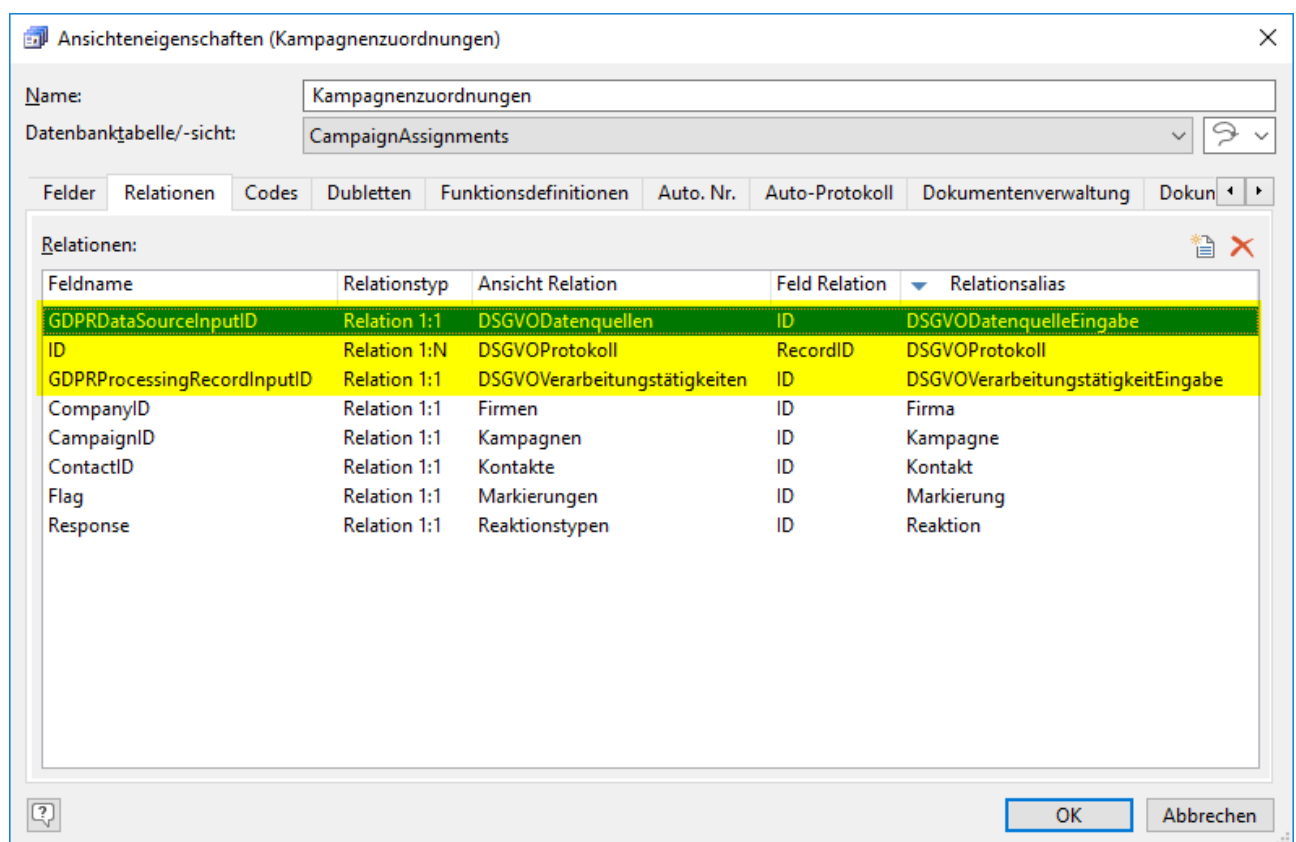 Ansichteneigenschaften (Kampagnenzuordnungen)
Name: Kampagnenzuordnungen
Datenbanktabelle/-sicht: CampaignAssignments
Felder Relationen Codes Dubletten Funktionsdefinitionen Auto. Nr. Auto-Protokoll Dokumentenverwaltung Dokun
Relationen:
Feldname Relationstyp Ansicht Relation Feld Relation Relationsalias
GDPRDataSourceInputID Relation 1:1 DSGVODatenquellen ID DSGVODatenquelleEingabe
ID Relation 1:N DSGVOProtokoll RecordID DSGVOProtokoll
GDPRProcessingRecordInputID Relation 1:1 DSGVOVerarbeitungstätigkeiten ID DSGVOVerarbeitungstätigkeitEingabe
CompanyID Relation 1:1 Firmen ID Firma
CampaignID Relation 1:1 Kampagnen ID Kampagne
ContactID Relation 1:1 Kontakte ID Kontakt
Flag Relation 1:1 Markierungen ID Markierung
Response Relation 1:1 Reaktionstypen ID Reaktion
OK Abbrechen